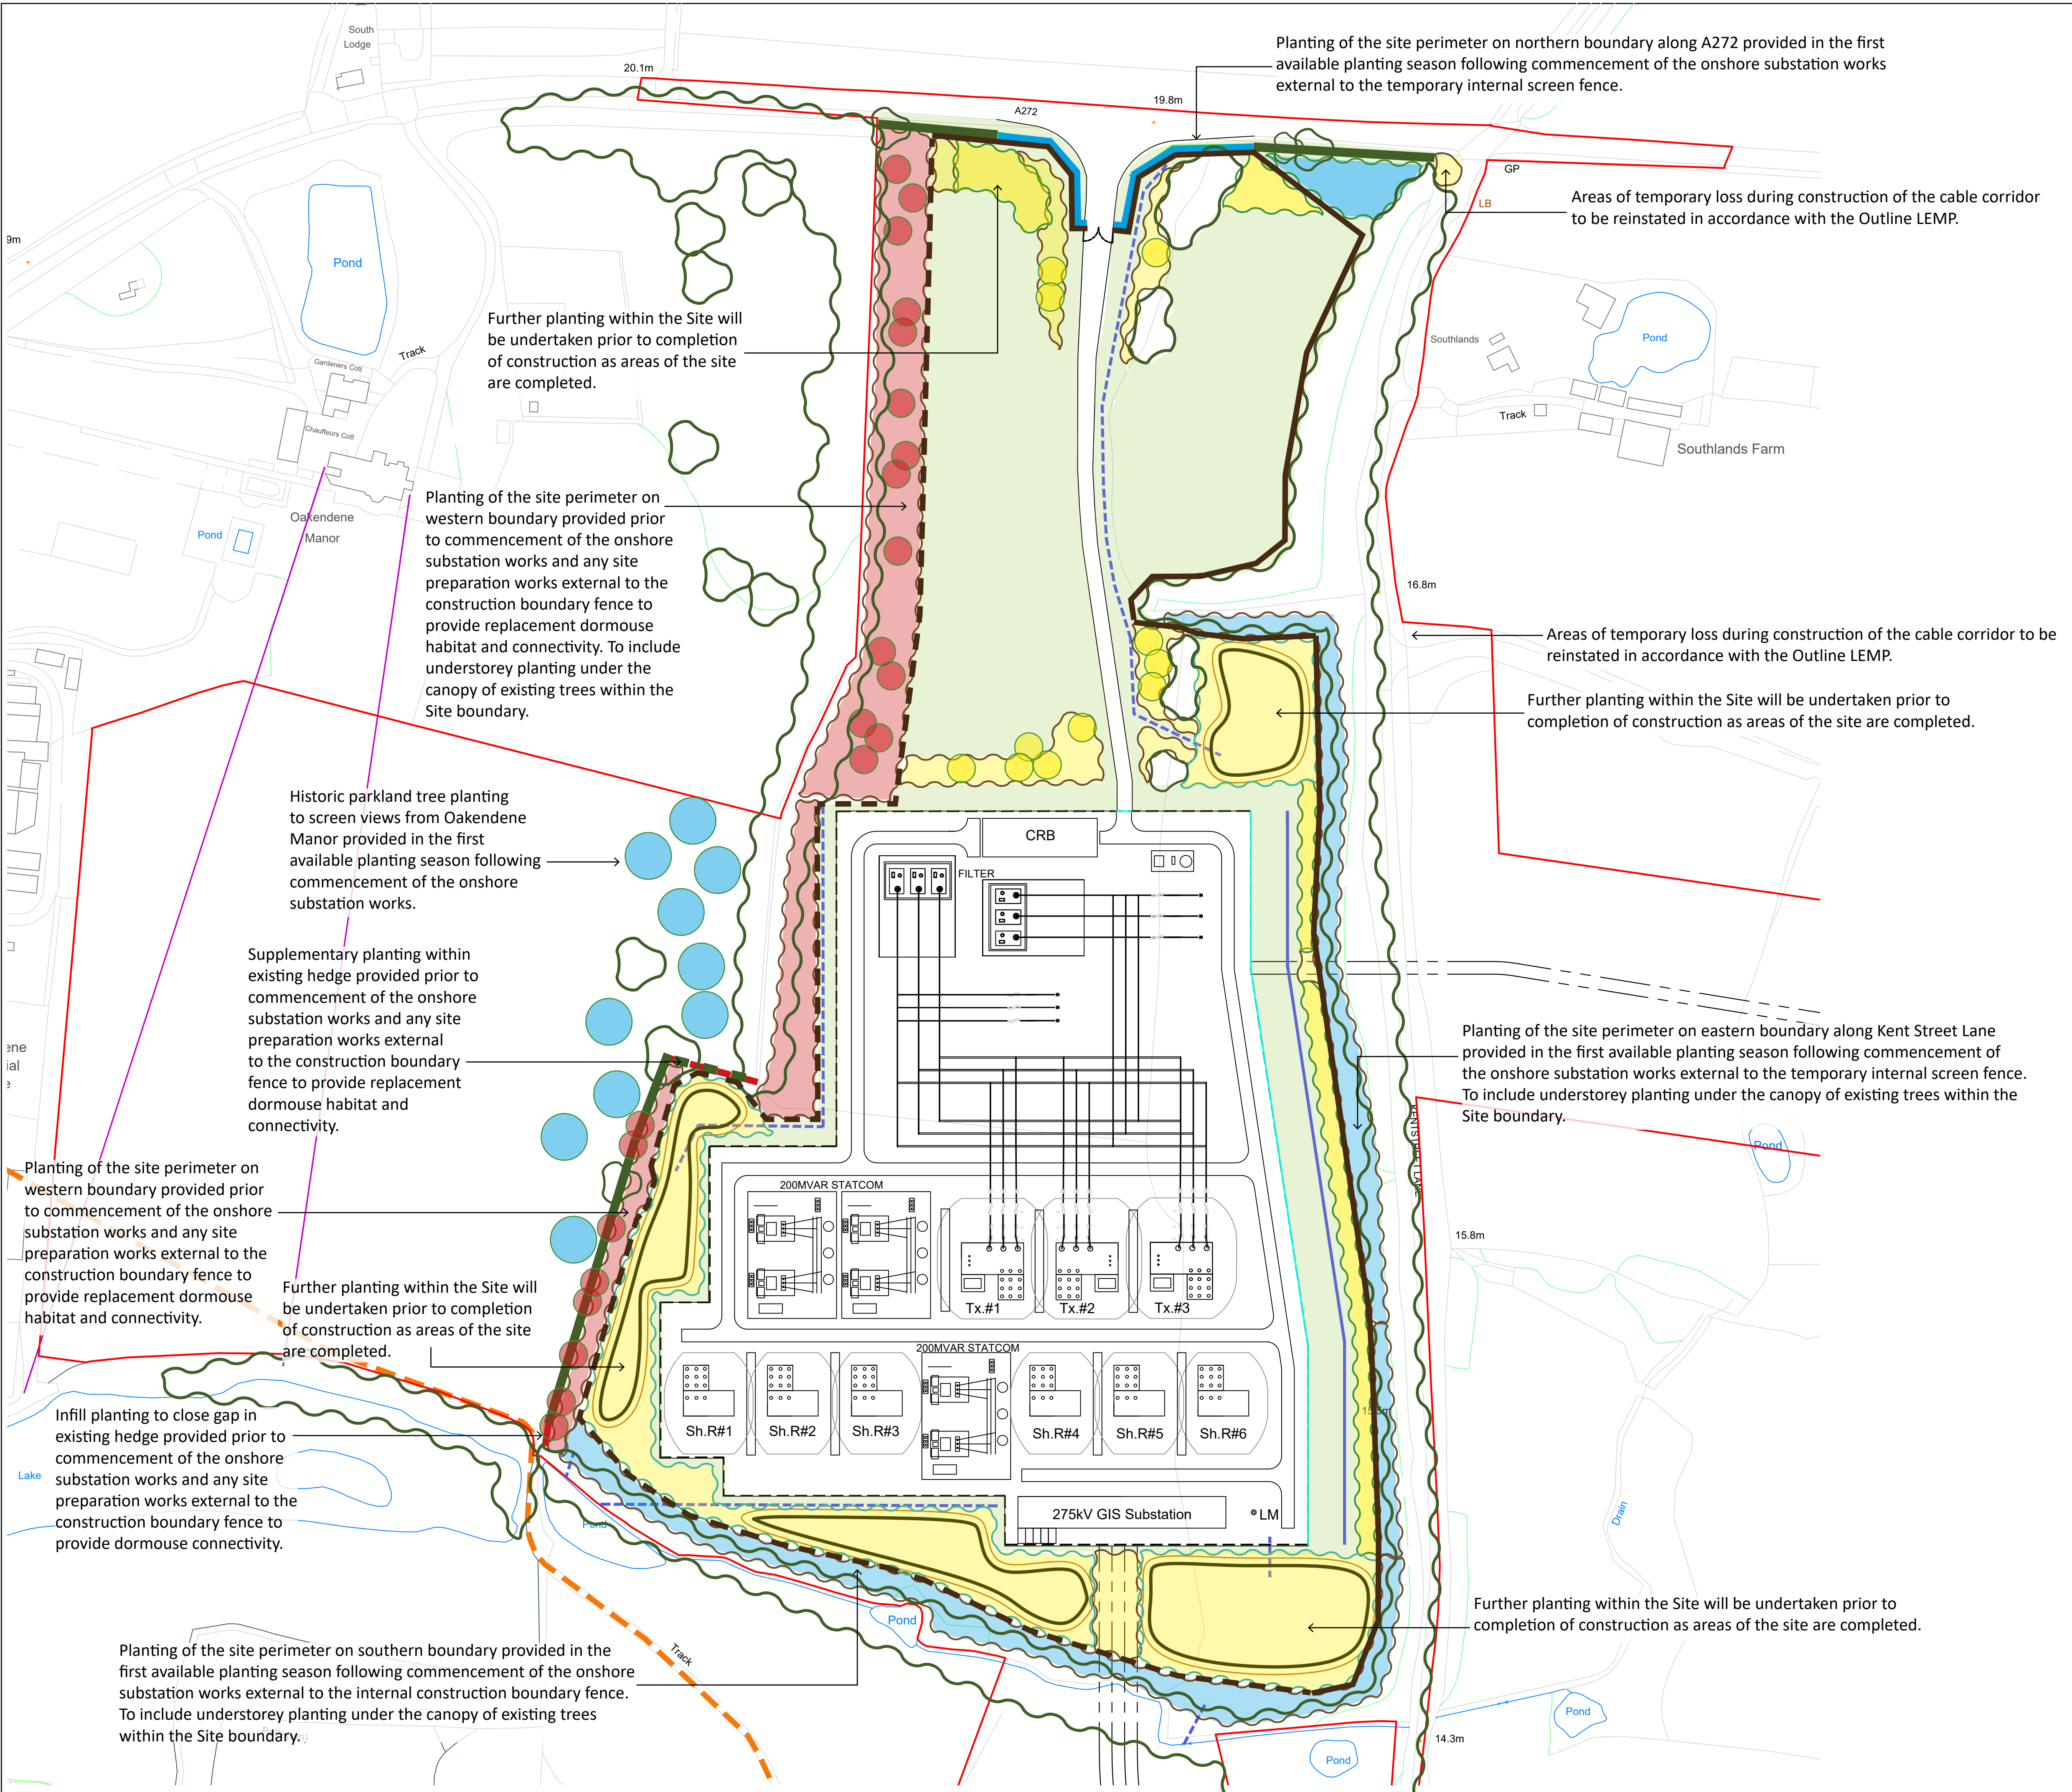 South
Lodge
20.1m
Planting of the site perimeter on northern boundary along A272 provided in the first
available planting season following commencement of the onshore substation works
external to the temporary internal screen fence.
19.8m
A272
GP
LB
Areas of temporary loss during construction of the cable corridor
to be reinstated in accordance with the Outline LEMP.
9m
Pond
Further planting within the Site will
be undertaken prior to completion
of construction as areas of the site
are completed.
Track
Gardeners Cott
Chauffeurs Cott
Southlands
Pond
Track
Southlands Farm
Oakendene
Manor
Pond
Planting of the site perimeter on
western boundary provided prior
to commencement of the onshore
substation works and any site
preparation works external to the
construction boundary fence to
provide replacement dormouse
habitat and connectivity. To include
understorey planting under the
canopy of existing trees within the
Site boundary.
16.8m
Areas of temporary loss during construction of the cable corridor to be
reinstated in accordance with the Outline LEMP.
Further planting within the Site will be undertaken prior to
completion of construction as areas of the site are completed.
Historic parkland tree planting
to screen views from Oakendene
Manor provided in the first
available planting season following
commencement of the onshore
substation works.
CRB
FILTER
Supplementary planting within
existing hedge provided prior to
commencement of the onshore
substation works and any site
preparation works external
to the construction boundary
fence to provide replacement
dormouse habitat and
connectivity.
ene
ial
e
Planting of the site perimeter on eastern boundary along Kent Street Lane
provided in the first available planting season following commencement of
the onshore substation works external to the temporary internal screen fence.
To include understorey planting under the canopy of existing trees within the
Site boundary.
KENT STREET LANE
Pond
Planting of the site perimeter on
western boundary provided prior
to commencement of the onshore
substation works and any site
preparation works external to the
construction boundary fence to
provide replacement dormouse
habitat and connectivity.
200MVAR STATCOM
15.8m
Further planting within the Site will
be undertaken prior to completion
of construction as areas of the site
are completed.
Tx.#1
Tx.#2
Tx.#3
200MVAR STATCOM
Sh.R#1
Sh.R#2
Sh.R#3
Sh.R#4
Sh.R#5
Sh.R#6
Infill planting to close gap in
existing hedge provided prior to
commencement of the onshore
substation works and any site
preparation works external to the
construction boundary fence to
provide dormouse connectivity.
Lake
Pond
275kV GIS Substation
LM
Drain
Pond
Further planting within the Site will be undertaken prior to
completion of construction as areas of the site are completed.
Planting of the site perimeter on southern boundary provided in the
first available planting season following commencement of the onshore
substation works external to the internal construction boundary fence.
To include understorey planting under the canopy of existing trees
within the Site boundary.
Track
Pond
14.3m
Pond